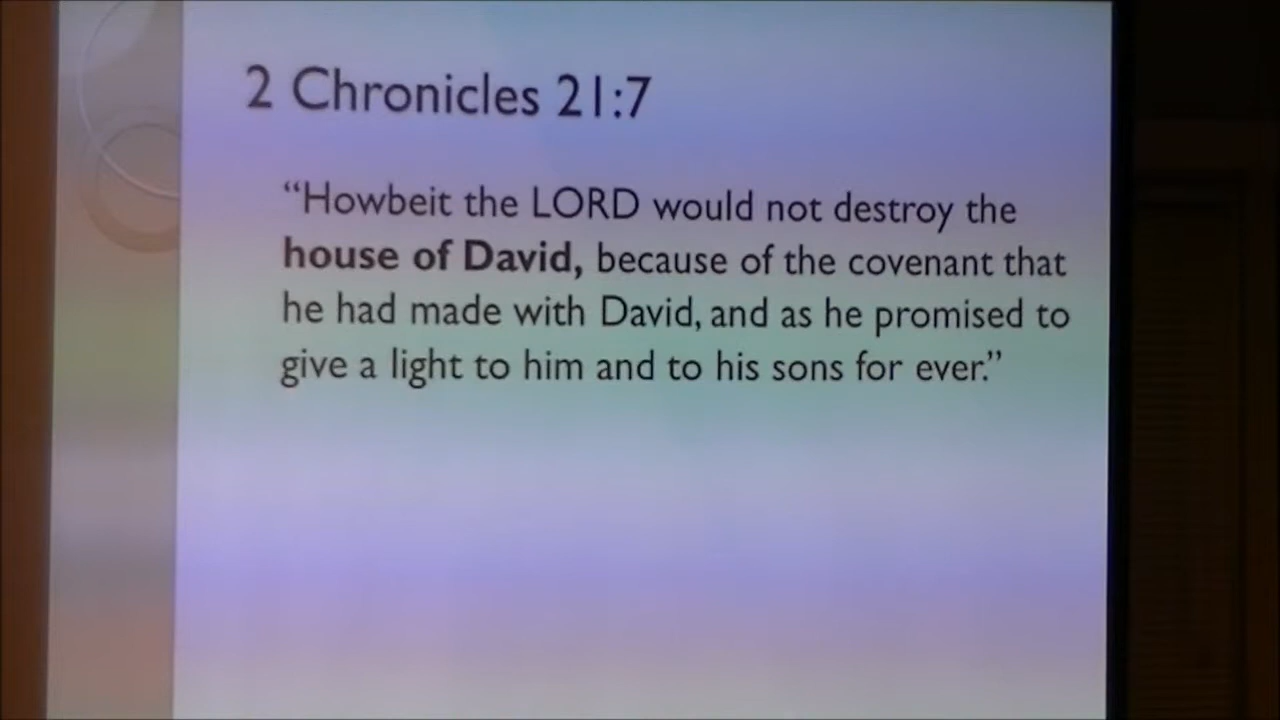 2 Chronicles 21:7
“Howbeit the LORD would not destroy the
house of David, because of the covenant that
he had made with David, and as he promised to
give a light to him and to his sons for ever.”